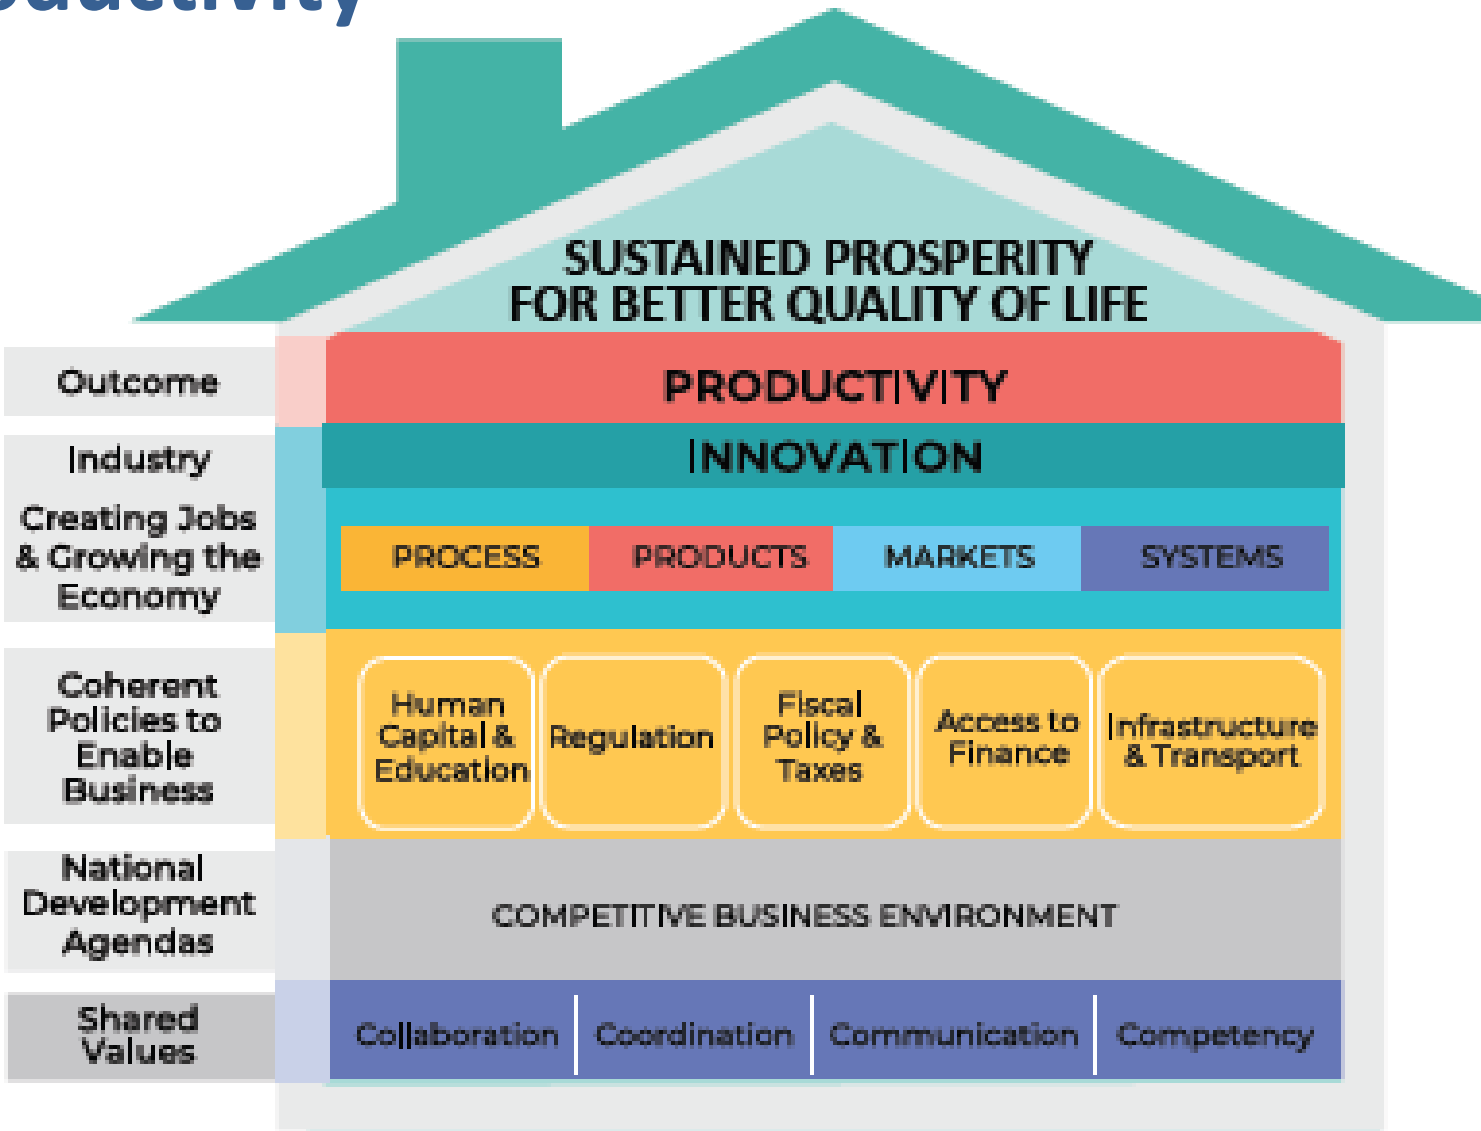 SUSTAINED PROSPERITY
FOR BETTER QUALITY OF LIFE
Outcome
PRODUCTIVITY
Industry
INNOVATION
Creating Jobs
& Growing the
Economy
PROCESS
PRODUCTS
MARKETS
SYSTEMS
Coherent
Policies to
Enable
Business
Human
Capital &
Education
Regulation
Fiscal
Policy &
Taxes
Access to
Finance
Infrastructure
& Transport
National
Development
Agendas
COMPETITIVE BUSINESS ENVIRONMENT
Shared
Values
Collaboration
Coordination
Communication
Competency